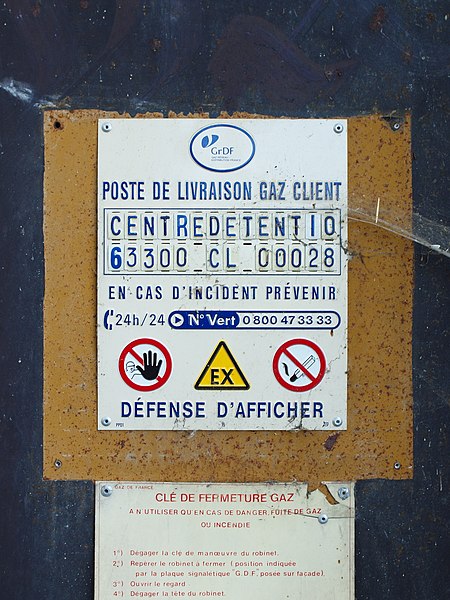 GrDF
POSTE DE LIVRAISON GAZ CLIENT
CENTREDETENTIO
63300 CL 00028
EN CAS D'INCIDENT PRÉVENIR
24h/24 N° Vert 0 800 47 33 33
EX
DÉFENSE D'AFFICHER
GAZ DE FRANCE
CLÉ DE FERMETURE GAZ
A N'UTILISER QU'EN CAS DE DANGER, FUITE DE GAZ
OU INCENDIE
1°) Dégager la clé de manœuvre du robinet.
2°) Repérer le robinet à fermer (position indiquée
par la plaque signalétique G.D.F. posée sur façade).
3°) Ouvrir le regard
4°) Dégager la tête du robinet.